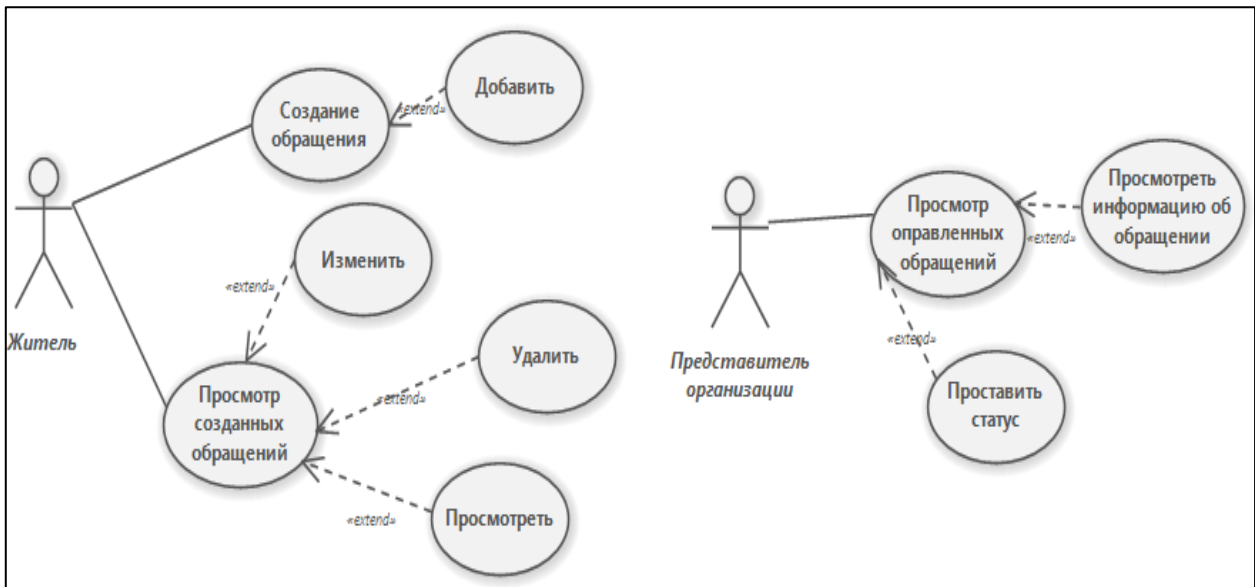 Создание
обращения
«extend»
Добавить
Изменить
«extend»
Житель
Удалить
«extend»
Просмотр
созданных
обращений
«extend»
Просмотреть
Просмотр
оправленных
обращений
«extend»
Просмотреть
информацию об
обращении
Представитель
организации
«extend»
Проставить
статус